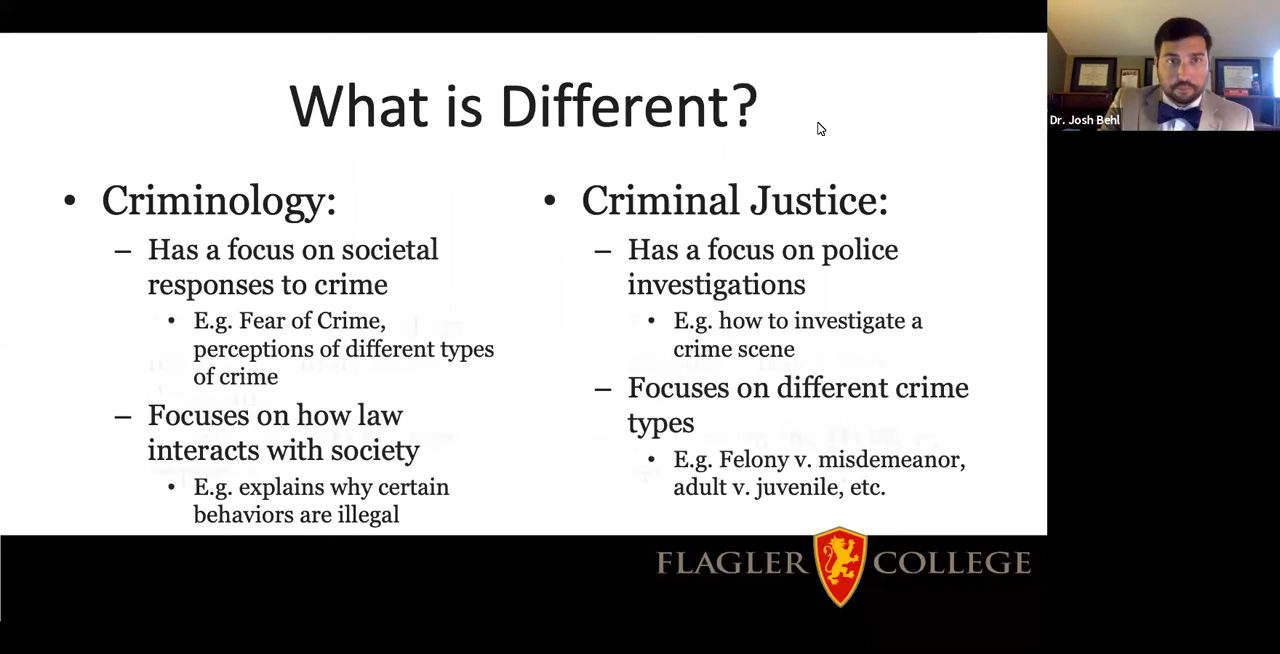 What is Different?
• Criminology:
– Has a focus on societal
responses to crime
• E.g. Fear of Crime,
perceptions of different types
of crime
– Focuses on how law
interacts with society
• E.g. explains why certain
behaviors are illegal
• Criminal Justice:
– Has a focus on police
investigations
• E.g. how to investigate a
crime scene
– Focuses on different crime
types
• E.g. Felony v. misdemeanor,
adult v. juvenile, etc.
FLAGLER COLLEGE
Dr. Josh Behl